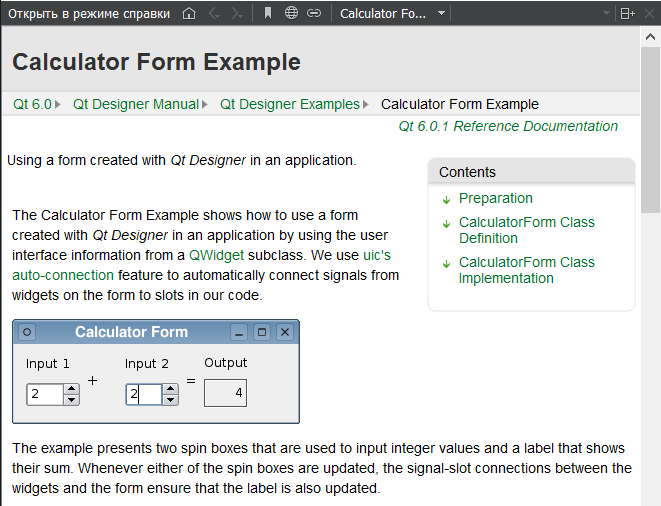 Открыть в режиме справки
Calculator Fo...
Calculator Form Example
Qt 6.0 Qt Designer Manual Qt Designer Examples Calculator Form Example
Qt 6.0.1 Reference Documentation
Using a form created with Qt Designer in an application.
Contents
Preparation
CalculatorForm Class
Definition
CalculatorForm Class
Implementation
The Calculator Form Example shows how to use a form
created with Qt Designer in an application by using the user
interface information from a QWidget subclass. We use uic's
auto-connection feature to automatically connect signals from
widgets on the form to slots in our code.
Calculator Form
Input 1 Input 2 Output
2 + 2 = 4
The example presents two spin boxes that are used to input integer values and a label that shows
their sum. Whenever either of the spin boxes are updated, the signal-slot connections between the
widgets and the form ensure that the label is also updated.